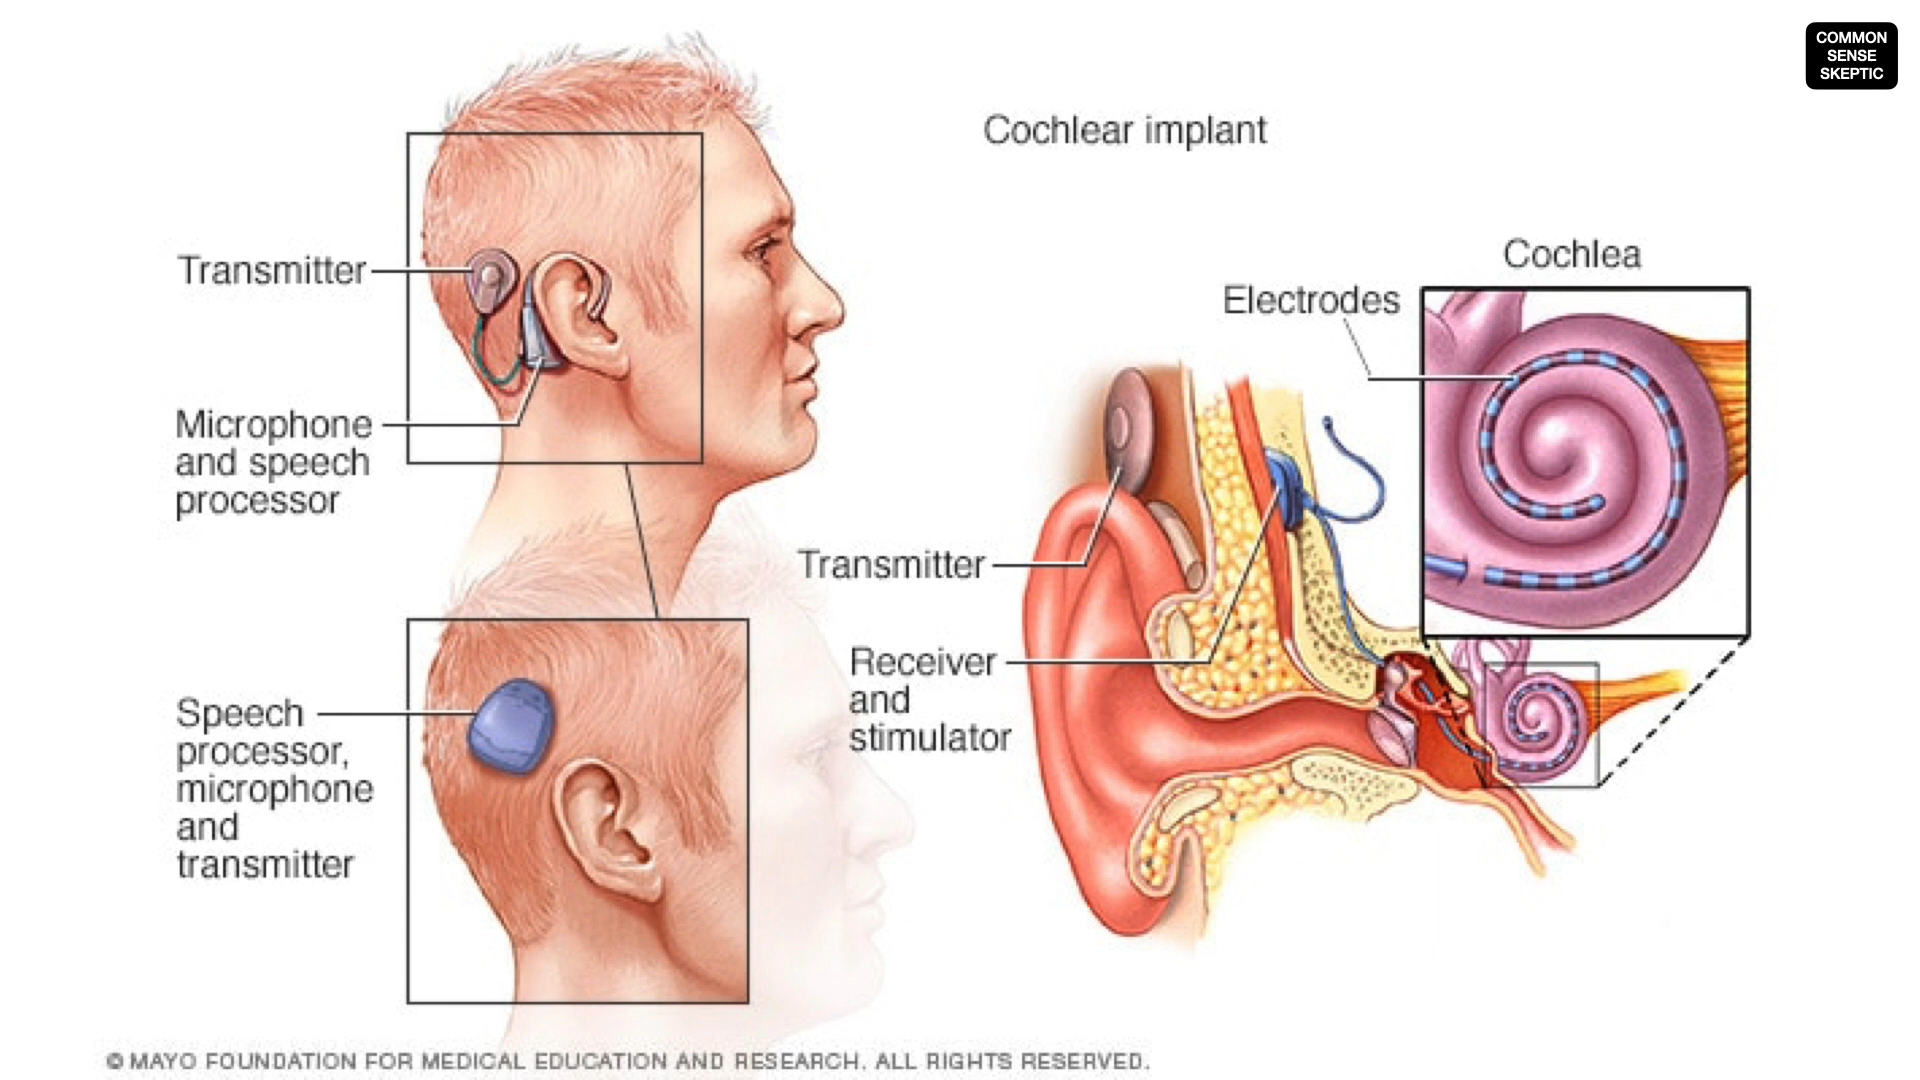 COMMON
SENSE
SKEPTIC
Cochlear implant
Transmitter
Microphone
and speech
processor
Speech
processor,
microphone
and
transmitter
Transmitter
Receiver
and
stimulator
Electrodes
Cochlea
© MAYO FOUNDATION FOR MEDICAL EDUCATION AND RESEARCH. ALL RIGHTS RESERVED.